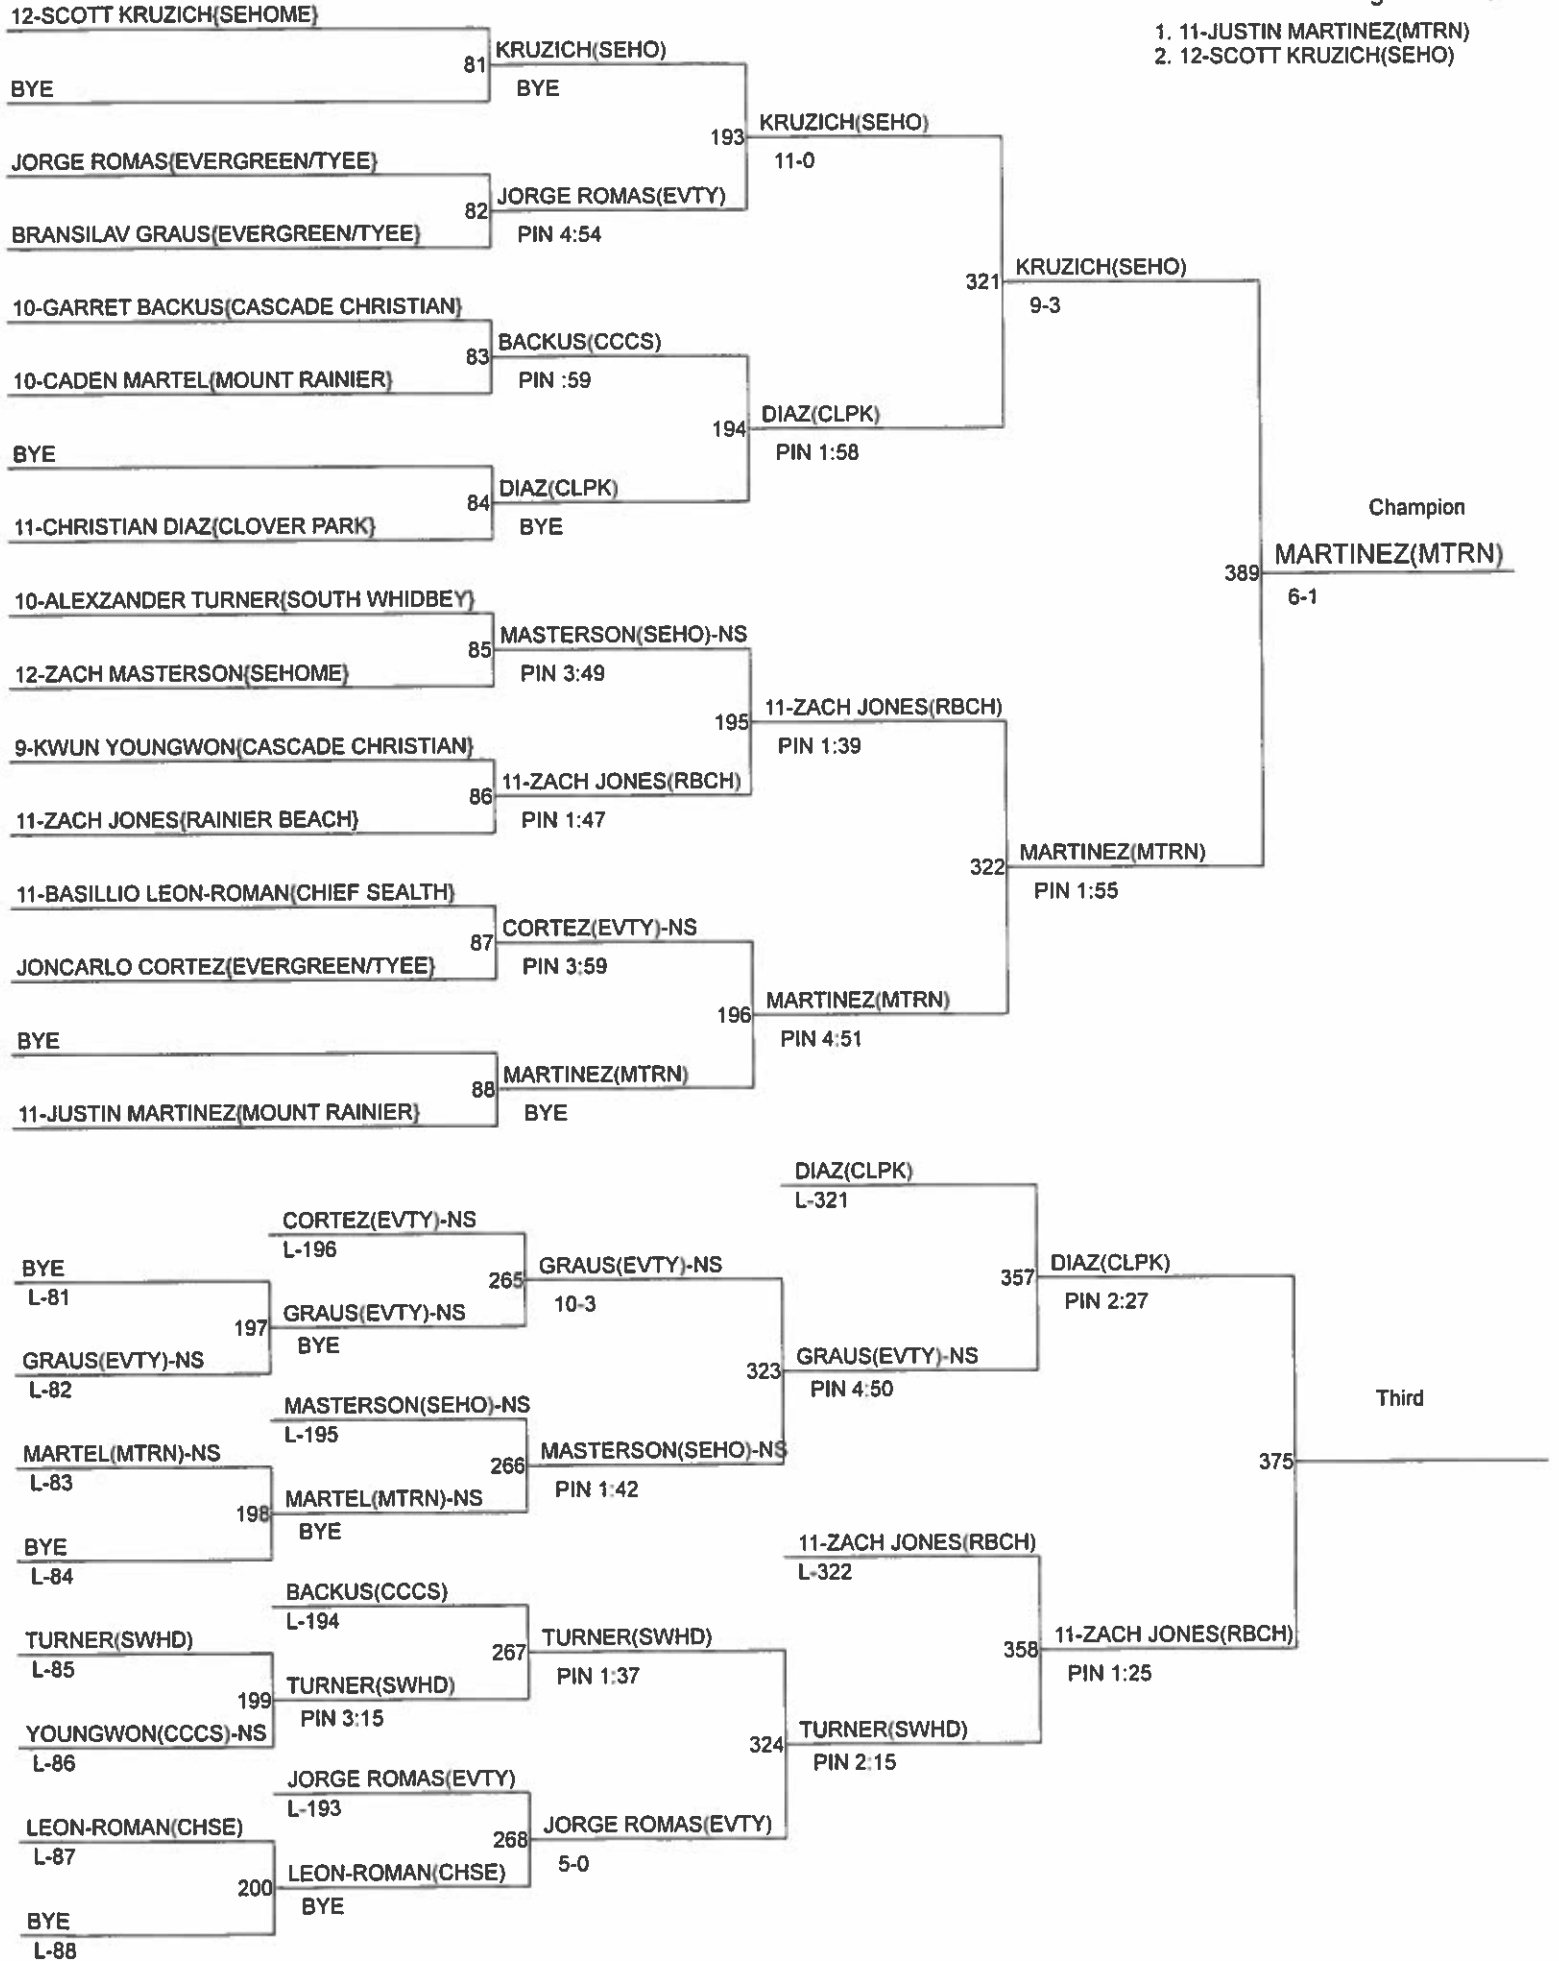 12-SCOTT KRUZICH{SEHOME}
1. 11-JUSTIN MARTINEZ(MTRN)
2. 12-SCOTT KRUZICH(SEHO)
81
KRUZICH(SEHO)
BYE
BYE
193
KRUZICH(SEHO)
11-0
JORGE ROMAS{EVERGREEN/TYEE}
82
JORGE ROMAS(EVTY)
BRANSILAV GRAUS{EVERGREEN/TYEE}
PIN 4:54
321
KRUZICH(SEHO)
9-3
10-GARRET BACKUS{CASCADE CHRISTIAN}
83
BACKUS(CCCS)
10-CADEN MARTEL{MOUNT RAINIER}
PIN :59
194
DIAZ(CLPK)
PIN 1:58
BYE
84
DIAZ(CLPK)
11-CHRISTIAN DIAZ{CLOVER PARK}
BYE
Champion
389
MARTINEZ(MTRN)
6-1
10-ALEXZANDER TURNER{SOUTH WHIDBEY}
85
MASTERSON(SEHO)-NS
12-ZACH MASTERSON{SEHOME}
PIN 3:49
195
11-ZACH JONES(RBCH)
PIN 1:39
9-KWUN YOUNGWON{CASCADE CHRISTIAN}
86
11-ZACH JONES(RBCH)
11-ZACH JONES{RAINIER BEACH}
PIN 1:47
322
MARTINEZ(MTRN)
PIN 1:55
11-BASILLIO LEON-ROMAN{CHIEF SEALTH}
87
CORTEZ(EVTY)-NS
JONCARLO CORTEZ{EVERGREEN/TYEE}
PIN 3:59
196
MARTINEZ(MTRN)
PIN 4:51
BYE
88
MARTINEZ(MTRN)
11-JUSTIN MARTINEZ{MOUNT RAINIER}
BYE
DIAZ(CLPK)
L-321
CORTEZ(EVTY)-NS
L-196
BYE
L-81
265
GRAUS(EVTY)-NS
10-3
357
DIAZ(CLPK)
PIN 2:27
197
GRAUS(EVTY)-NS
BYE
GRAUS(EVTY)-NS
L-82
323
GRAUS(EVTY)-NS
PIN 4:50
Third
MASTERSON(SEHO)-NS
L-195
MARTEL(MTRN)-NS
L-83
266
MASTERSON(SEHO)-NS
PIN 1:42
375
198
MARTEL(MTRN)-NS
BYE
BYE
L-84
11-ZACH JONES(RBCH)
L-322
BACKUS(CCCS)
L-194
TURNER(SWHD)
L-85
267
TURNER(SWHD)
PIN 1:37
358
11-ZACH JONES(RBCH)
PIN 1:25
199
TURNER(SWHD)
PIN 3:15
YOUNGWON(CCCS)-NS
L-86
324
TURNER(SWHD)
PIN 2:15
JORGE ROMAS(EVTY)
L-193
LEON-ROMAN(CHSE)
L-87
268
JORGE ROMAS(EVTY)
5-0
200
LEON-ROMAN(CHSE)
BYE
BYE
L-88